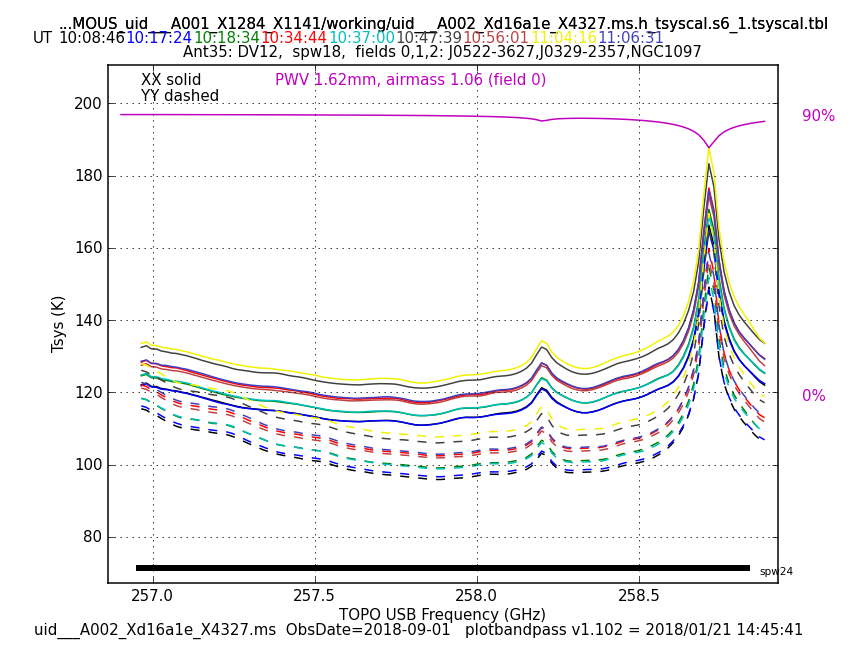 ...MOUS_uid___A001_X1284_X1141/working/uid___A002_Xd16a1e_X4327.ms.h_tsyscal.s6_1.tsyscal.tbl
UT 10:08:46 10:17:24 10:18:34 10:34:44 10:37:00 10:47:39 10:56:01 11:04:16 11:06:31
Ant35: DV12, spw18, fields 0,1,2: J0522-3627,J0329-2357,NGC1097
XX solid PWV 1.62mm, airmass 1.06 (field 0)
YY dashed
200
90%
180
160
Tsys (K)
140
120
0%
100
80
spw24
257.0 257.5 258.0 258.5
TOPO USB Frequency (GHz)
uid___A002_Xd16a1e_X4327.ms ObsDate=2018-09-01 plotbandpass v1.102 = 2018/01/21 14:45:41